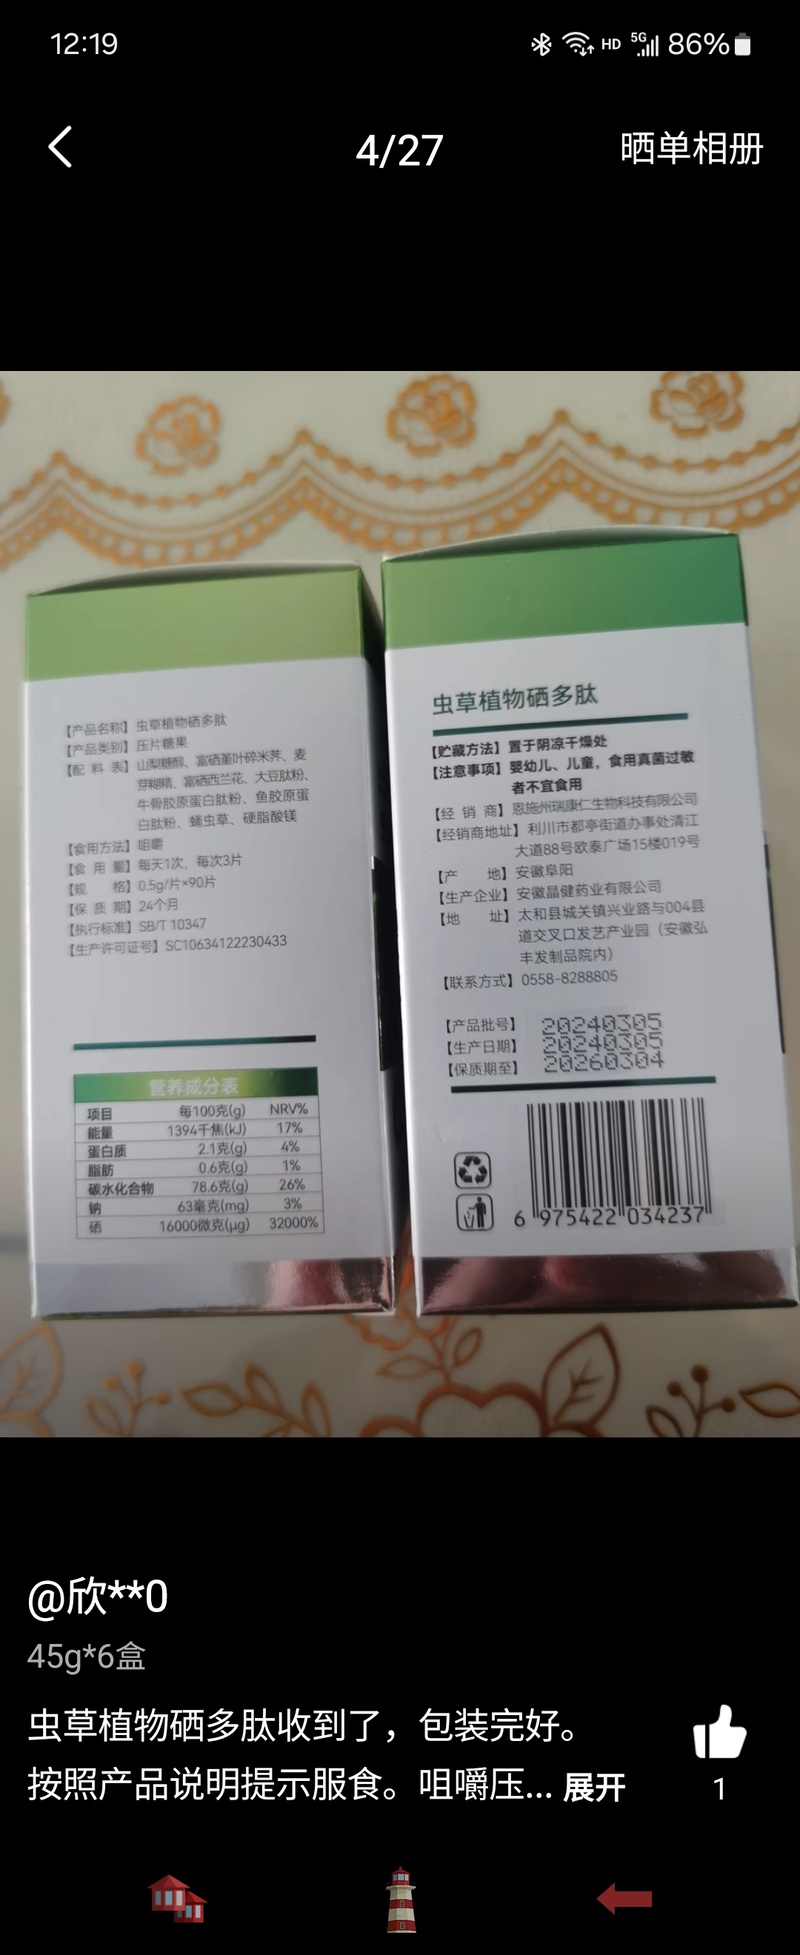 12:19
HD 5G 86%
4/27
晒单相册
【产品名称】虫草植物硒多肽
【产品类别】压片糖果
【配 料 表】山梨糖醇、富硒堇叶碎米荠、麦
芽糊精、富硒西兰花、大豆肽粉、
牛骨胶原蛋白肽粉、鱼胶原蛋
白肽粉、蛹虫草、硬脂酸镁
【食用方法】咀嚼
【食 用 量】每天1次、每次3片
【规 格】0.5g/片×90片
【保 质 期】24个月
【执行标准】SB/T 10347
【生产许可证号】SC10634122230433
营养成分表
项目 每100克(g) NRV%
能量 1394千焦(kJ) 17%
蛋白质 2.1克(g) 4%
脂肪 0.6克(g) 1%
碳水化合物 78.6克(g) 26%
钠 63毫克(mg) 3%
硒 16000微克(μg) 32000%
虫草植物硒多肽
【贮藏方法】置于阴凉干燥处
【注意事项】婴幼儿、儿童，食用真菌过敏
者不宜食用
【经 销 商】恩施州瑞康仁生物科技有限公司
【经销商地址】利川市都亭街道办事处清江
大道88号欧泰广场15楼019号
【产 地】安徽阜阳
【生产企业】安徽晶健药业有限公司
【地 址】太和县城关镇兴业路与004县
道交叉口发艺产业园（安徽弘
丰发制品院内）
【联系方式】0558-8288805
【产品批号】20240305
【生产日期】20240305
【保质期至】20260304
6 975422 034237
@欣**0
45g*6盒
虫草植物硒多肽收到了，包装完好。
按照产品说明提示服食。咀嚼压... 展开
1